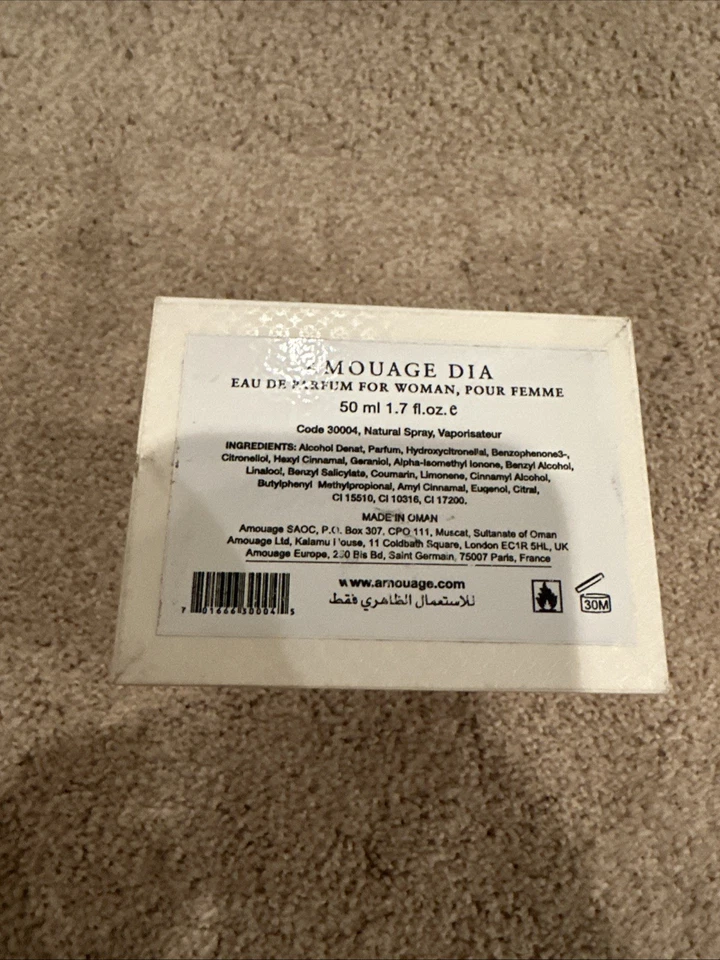 AMOUAGE DIA
EAU DE PARFUM FOR WOMAN, POUR FEMME
50 ml 1.7 fl.oz. e
Code 30004, Natural Spray, Vaporisateur
INGREDIENTS: Alcohol Denat, Parfum, Hydroxycitronellal, Benzophenone3-,
Citronellol, Hexyl Cinnamal, Geraniol, Alpha-Isomethyl Ionone, Benzyl Alcohol,
Linalool, Benzyl Salicylate, Coumarin, Limonene, Cinnamyl Alcohol,
Butylphenyl Methylpropional, Amyl Cinnamal, Eugenol, Citral,
CI 15510, CI 10316, CI 17200.
MADE IN OMAN
Amouage SAOC, P.O. Box 307, CPO 111, Muscat, Sultanate of Oman
Amouage Ltd, Kalamu House, 11 Coldbath Square, London EC1R 5HL, UK
Amouage Europe, Bis Bd, Saint Germain, 75007 Paris, France
www.amouage.com
للاستعمال الظاهري فقط
7 01666 30004 5
30M